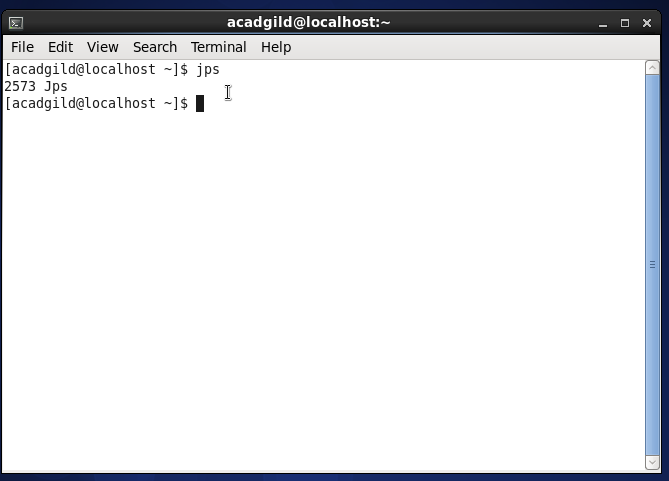 acadgild@localhost:~
File Edit View Search Terminal Help
[acadgild@localhost ~]$ jps
2573 Jps
[acadgild@localhost ~]$